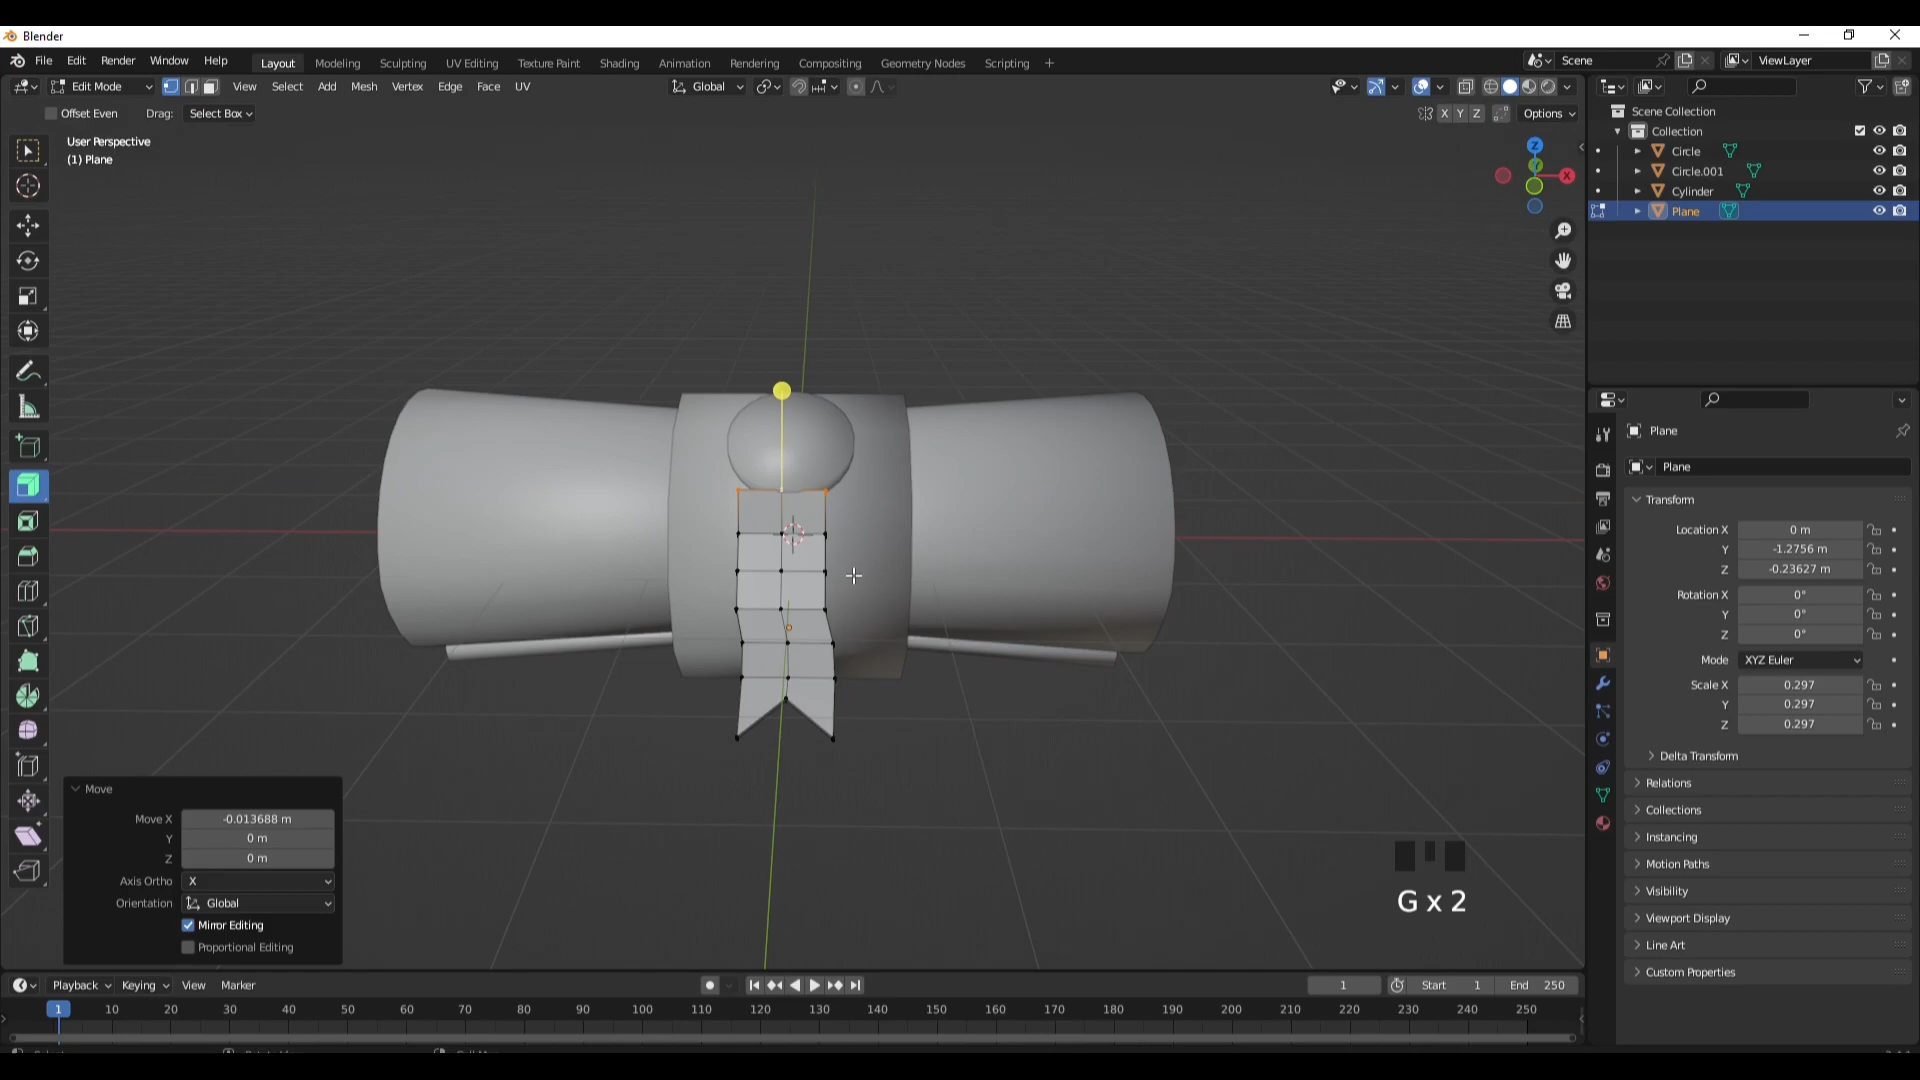 Blender
File Edit Render Window Help Layout Modeling Sculpting UV Editing Texture Paint Shading Animation Rendering Compositing Geometry Nodes Scripting + Scene ViewLayer
Edit Mode View Select Add Mesh Vertex Edge Face UV Global
Offset Even Drag: Select Box X Y Z Options
User Perspective
(1) Plane
Z
Y
X
Scene Collection
Collection
Circle
Circle.001
Cylinder
Plane
Plane
Plane
Transform
Location X 0 m
Y -1.2756 m
Z -0.23627 m
Rotation X 0°
Y 0°
Z 0°
Mode XYZ Euler
Scale X 0.297
Y 0.297
Z 0.297
Delta Transform
Relations
Collections
Instancing
Motion Paths
Visibility
Viewport Display
Line Art
Custom Properties
Move
Move X -0.013688 m
Y 0 m
Z 0 m
Axis Ortho X
Orientation Global
Mirror Editing
Proportional Editing
G x 2
Playback Keying View Marker 1 Start 1 End 250
1 10 20 30 40 50 60 70 80 90 100 110 120 130 140 150 160 170 180 190 200 210 220 230 240 250